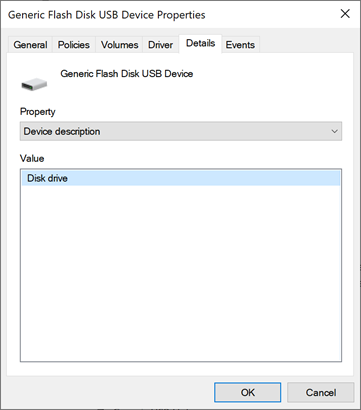 Generic Flash Disk USB Device Properties
General Policies Volumes Driver Details Events
Generic Flash Disk USB Device
Property
Device description
Value
Disk drive
OK Cancel